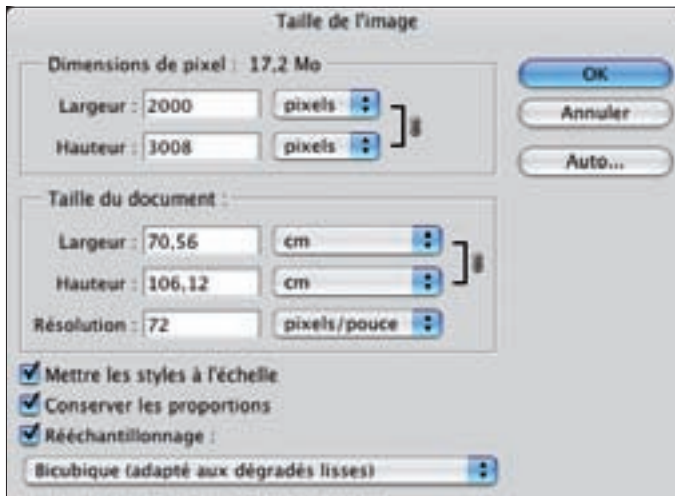 Taille de l'image
Dimensions de pixel : 17,2 Mo
Largeur : 2000 pixels
Hauteur : 3008 pixels
OK
Annuler
Auto...
Taille du document :
Largeur : 70,56 cm
Hauteur : 106,12 cm
Résolution : 72 pixels/pouce
Mettre les styles à l'échelle
Conserver les proportions
Rééchantillonnage :
Bicubique (adapté aux dégradés lisses)